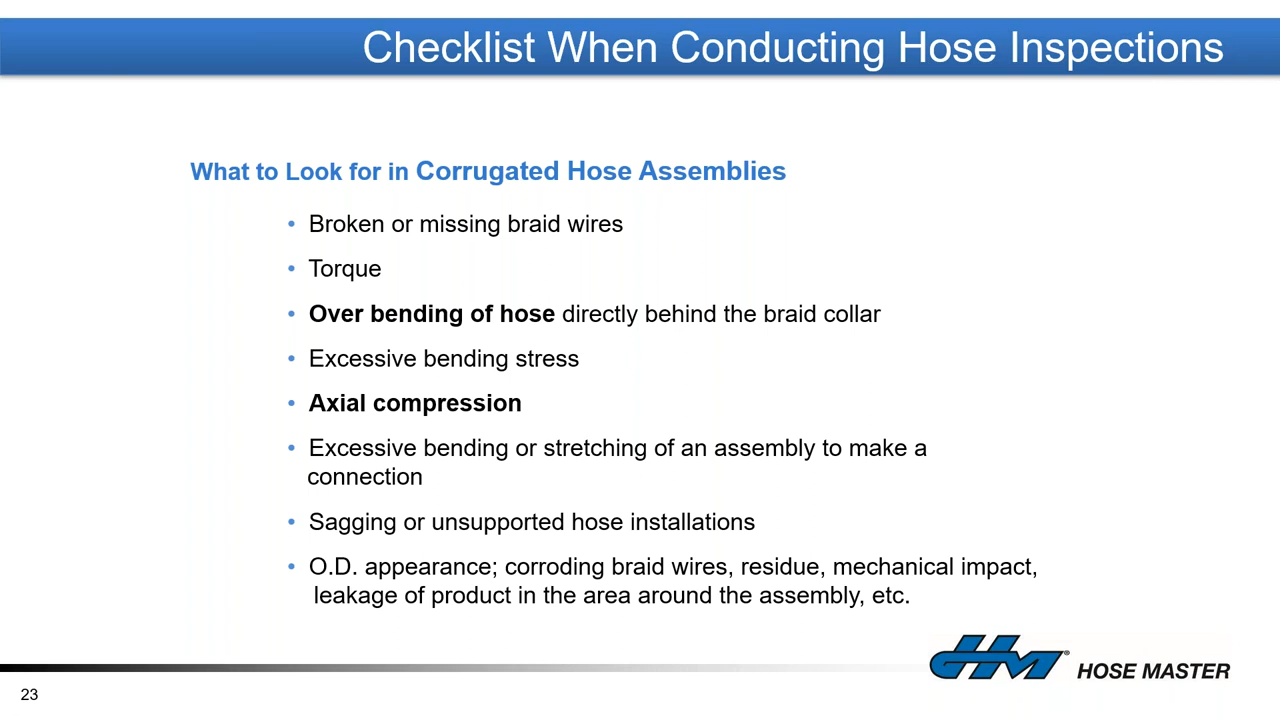 Checklist When Conducting Hose Inspections
What to Look for in Corrugated Hose Assemblies
• Broken or missing braid wires
• Torque
• Over bending of hose directly behind the braid collar
• Excessive bending stress
• Axial compression
• Excessive bending or stretching of an assembly to make a
connection
• Sagging or unsupported hose installations
• O.D. appearance; corroding braid wires, residue, mechanical impact,
leakage of product in the area around the assembly, etc.
HM® HOSE MASTER
23